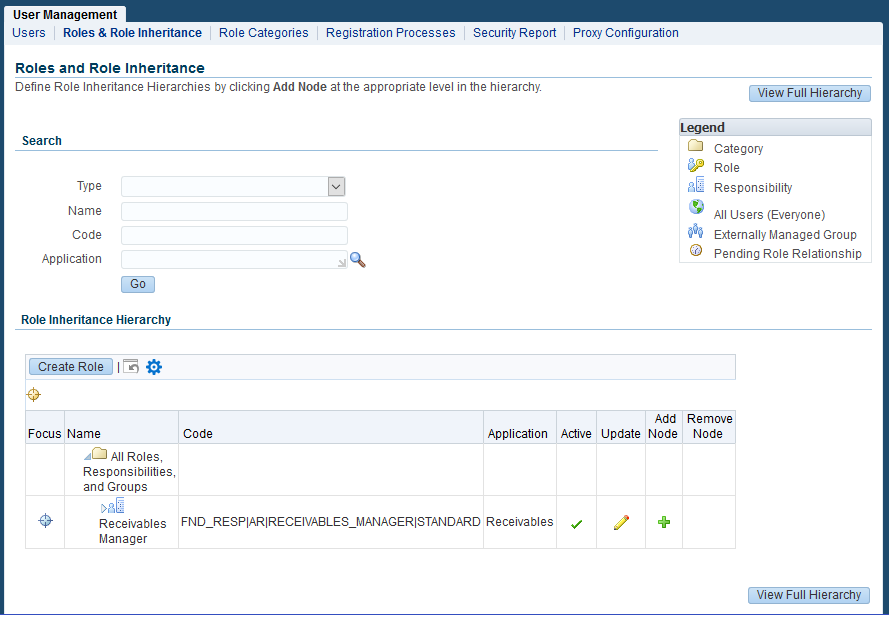 User Management
Users Roles & Role Inheritance Role Categories Registration Processes Security Report Proxy Configuration
Roles and Role Inheritance
Define Role Inheritance Hierarchies by clicking Add Node at the appropriate level in the hierarchy.
View Full Hierarchy
Legend
Category
Role
Responsibility
All Users (Everyone)
Externally Managed Group
Pending Role Relationship
Search
Type
Name
Code
Application
Go
Role Inheritance Hierarchy
Create Role
Focus Name Code Application Active Update Add Node Remove Node
All Roles,
Responsibilities,
and Groups
Receivables
Manager
FND_RESP|AR|RECEIVABLES_MANAGER|STANDARD Receivables
View Full Hierarchy